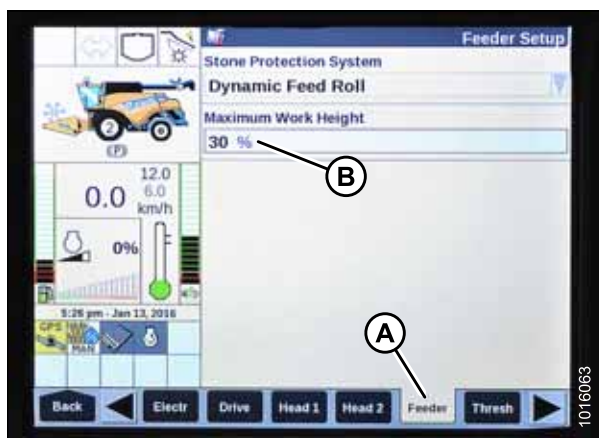 Feeder Setup
Stone Protection System
Dynamic Feed Roll
Maximum Work Height
30 %
B
2
(P)
12.0
0.0 6.0
km/h
0%
F
5:26 pm - Jan 13, 2016
GPS
MAN
A
Back Electr Drive Head 1 Head 2 Feeder Thresh
1016063